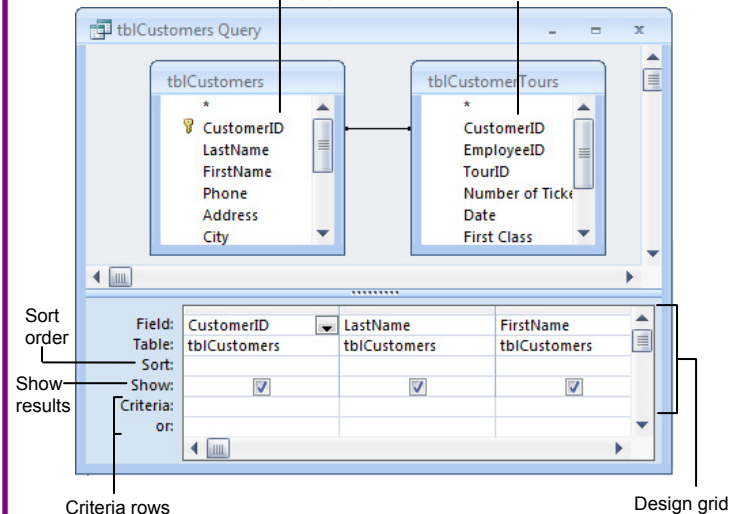 tblCustomers Query
tblCustomers
*
CustomerID
LastName
FirstName
Phone
Address
City
tblCustomerTours
*
CustomerID
EmployeeID
TourID
Number of Ticke
Date
First Class
Sort order
Show results
Criteria rows
Field: CustomerID LastName FirstName
Table: tblCustomers tblCustomers tblCustomers
Sort:
Show:
Criteria:
or:
Design grid